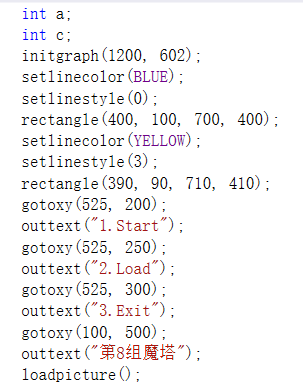 int a;
int c;
initgraph(1200, 602);
setlinecolor(BLUE);
setlinestyle(0);
rectangle(400, 100, 700, 400);
setlinecolor(YELLOW);
setlinestyle(3);
rectangle(390, 90, 710, 410);
gotoxy(525, 200);
outtext("1.Start");
gotoxy(525, 250);
outtext("2.Load");
gotoxy(525, 300);
outtext("3.Exit");
gotoxy(100, 500);
outtext("第8组魔塔");
loadpicture();